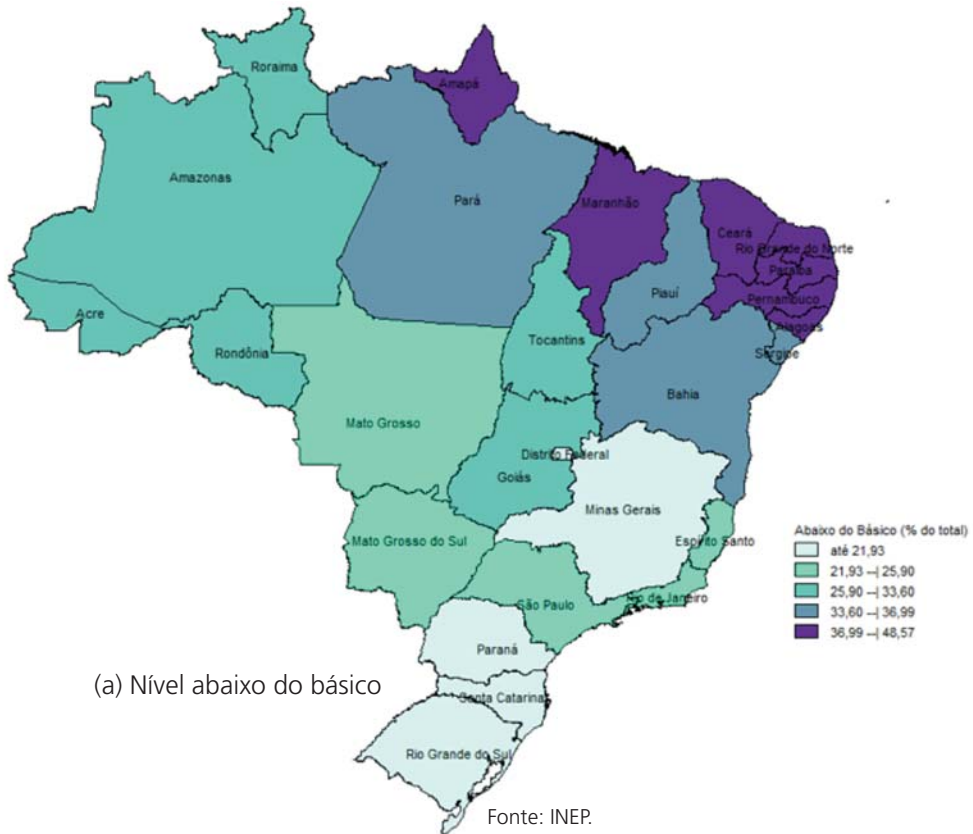 Roraima
Amapá
Amazonas
Pará
Maranhão
Ceará
Rio Grande do Norte
Paraíba
Pernambuco
Piauí
Alagoas
Acre
Rondônia
Tocantins
Sergipe
Bahia
Mato Grosso
Distrito Federal
Goiás
Minas Gerais
Mato Grosso do Sul
Espírito Santo
São Paulo
Rio de Janeiro
Paraná
Santa Catarina
Rio Grande do Sul
Abaixo do Básico (% do total)
até 21,93
21,93 --| 25,90
25,90 --| 33,60
33,60 --| 36,99
36,99 --| 48,57
(a) Nível abaixo do básico
Fonte: INEP.